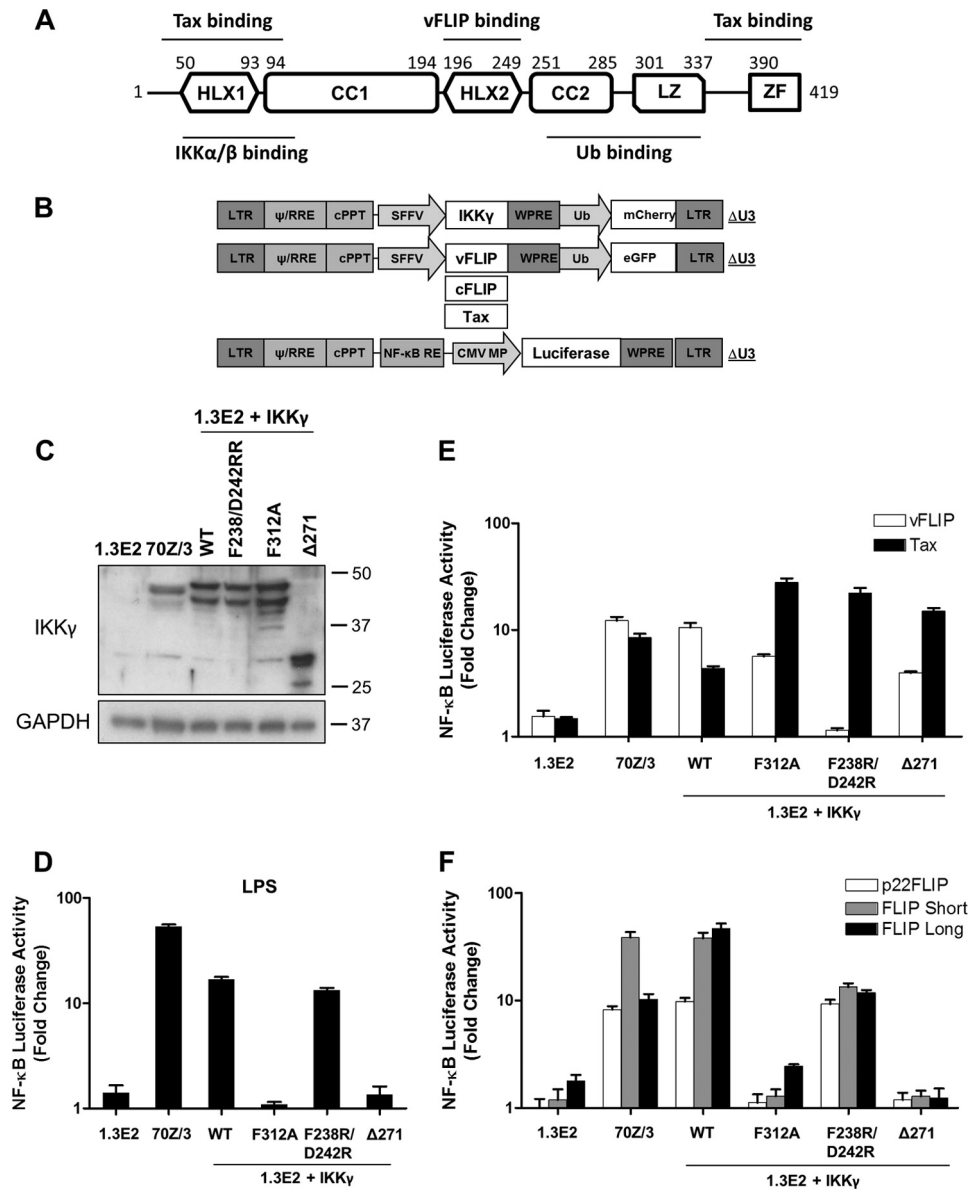 A
Tax binding
vFLIP binding
Tax binding
50 93 94 194 196 249 251 285 301 337 390
1 HLX1 CC1 HLX2 CC2 LZ ZF 419
IKKα/β binding
Ub binding
B
LTR ψ/RRE cPPT SFFV IKKγ WPRE Ub mCherry LTR ΔU3
LTR ψ/RRE cPPT SFFV vFLIP WPRE Ub eGFP LTR ΔU3
cFLIP
Tax
LTR ψ/RRE cPPT NF-κB RE CMV MP Luciferase WPRE LTR ΔU3
C
1.3E2 + IKKγ
1.3E2 70Z/3 WT F238/D242RR F312A Δ271
IKKγ
50
37
25
GAPDH
37
E
NF-κB Luciferase Activity
(Fold Change)
100
10
1
vFLIP
Tax
1.3E2 70Z/3 WT F312A F238R/ Δ271
D242R
1.3E2 + IKKγ
D
LPS
NF-κB Luciferase Activity
(Fold Change)
100
10
1
1.3E2 70Z/3 WT F312A F238R/ Δ271
D242R
1.3E2 + IKKγ
F
NF-κB Luciferase Activity
(Fold Change)
100
10
1
p22FLIP
FLIP Short
FLIP Long
1.3E2 70Z/3 WT F312A F238R/ Δ271
D242R
1.3E2 + IKKγ